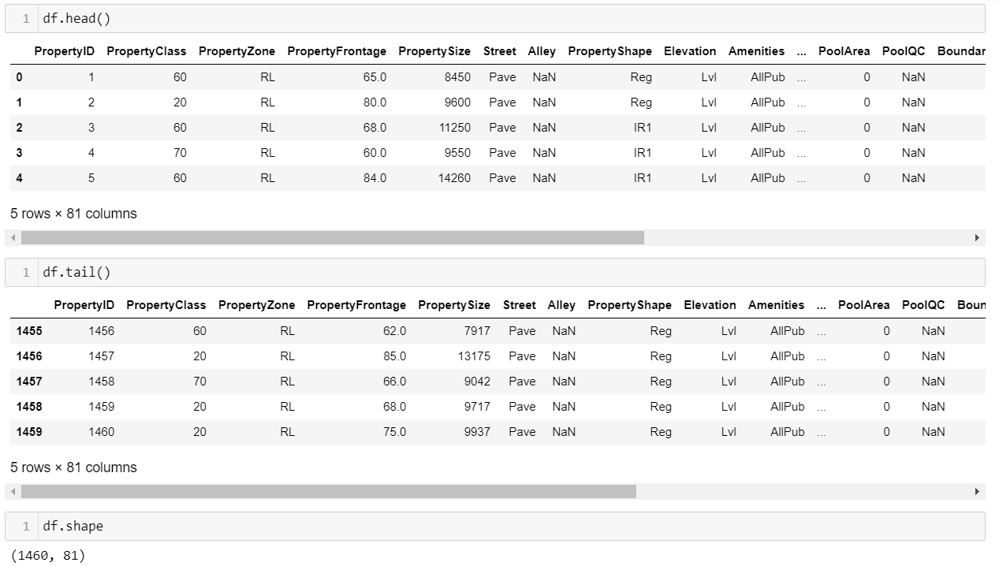 1 df.head()
PropertyID PropertyClass PropertyZone PropertyFrontage PropertySize Street Alley PropertyShape Elevation Amenities ... PoolArea PoolQC Boundar
0 1 60 RL 65.0 8450 Pave NaN Reg Lvl AllPub ... 0 NaN
1 2 20 RL 80.0 9600 Pave NaN Reg Lvl AllPub ... 0 NaN
2 3 60 RL 68.0 11250 Pave NaN IR1 Lvl AllPub ... 0 NaN
3 4 70 RL 60.0 9550 Pave NaN IR1 Lvl AllPub ... 0 NaN
4 5 60 RL 84.0 14260 Pave NaN IR1 Lvl AllPub ... 0 NaN
5 rows × 81 columns
1 df.tail()
PropertyID PropertyClass PropertyZone PropertyFrontage PropertySize Street Alley PropertyShape Elevation Amenities ... PoolArea PoolQC Boun
1455 1456 60 RL 62.0 7917 Pave NaN Reg Lvl AllPub ... 0 NaN
1456 1457 20 RL 85.0 13175 Pave NaN Reg Lvl AllPub ... 0 NaN
1457 1458 70 RL 66.0 9042 Pave NaN Reg Lvl AllPub ... 0 NaN
1458 1459 20 RL 68.0 9717 Pave NaN Reg Lvl AllPub ... 0 NaN
1459 1460 20 RL 75.0 9937 Pave NaN Reg Lvl AllPub ... 0 NaN
5 rows × 81 columns
1 df.shape
(1460, 81)